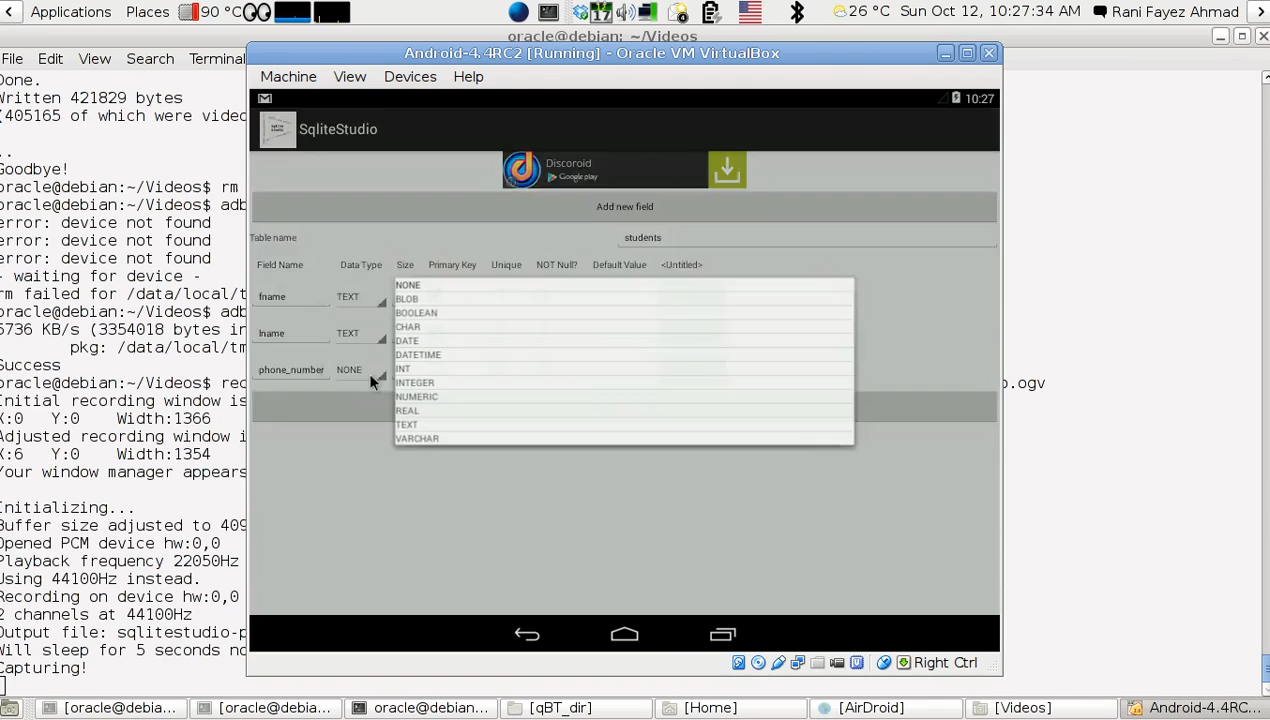 Applications Places 90 °C 17 26 °C Sun Oct 12, 10:27:34 AM Rani Fayez Ahmad
oracle@debian: ~/Videos
File Edit View Search Terminal
Android-4.4RC2 [Running] - Oracle VM VirtualBox
Machine View Devices Help
10:27
sqlite studio
SqliteStudio
Discoroid
Google play
Add new field
Table name students
Field Name Data Type Size Primary Key Unique NOT Null? Default Value <Untitled>
fname TEXT
lname TEXT
phone_number NONE
NONE
BLOB
BOOLEAN
CHAR
DATE
DATETIME
INT
INTEGER
NUMERIC
REAL
TEXT
VARCHAR
Right Ctrl
Done.
Written 421829 bytes
(405165 of which were video
..
Goodbye!
oracle@debian:~/Videos$ rm
oracle@debian:~/Videos$ adb
error: device not found
error: device not found
error: device not found
- waiting for device -
rm failed for /data/local/t
oracle@debian:~/Videos$ adb
5736 KB/s (3354018 bytes in
pkg: /data/local/tm
Success
oracle@debian:~/Videos$ rec
o.ogv
Initial recording window is
X:0 Y:0 Width:1366
Adjusted recording window i
X:6 Y:0 Width:1354
Your window manager appears
Initializing...
Buffer size adjusted to 409
Opened PCM device hw:0,0
Playback frequency 22050Hz
Using 44100Hz instead.
Recording on device hw:0,0
2 channels at 44100Hz
Output file: sqlitestudio-p
Will sleep for 5 seconds no
Capturing!
[oracle@debia... [oracle@debia... oracle@debian... [qBT_dir] [Home] [AirDroid] [Videos] Android-4.4RC...